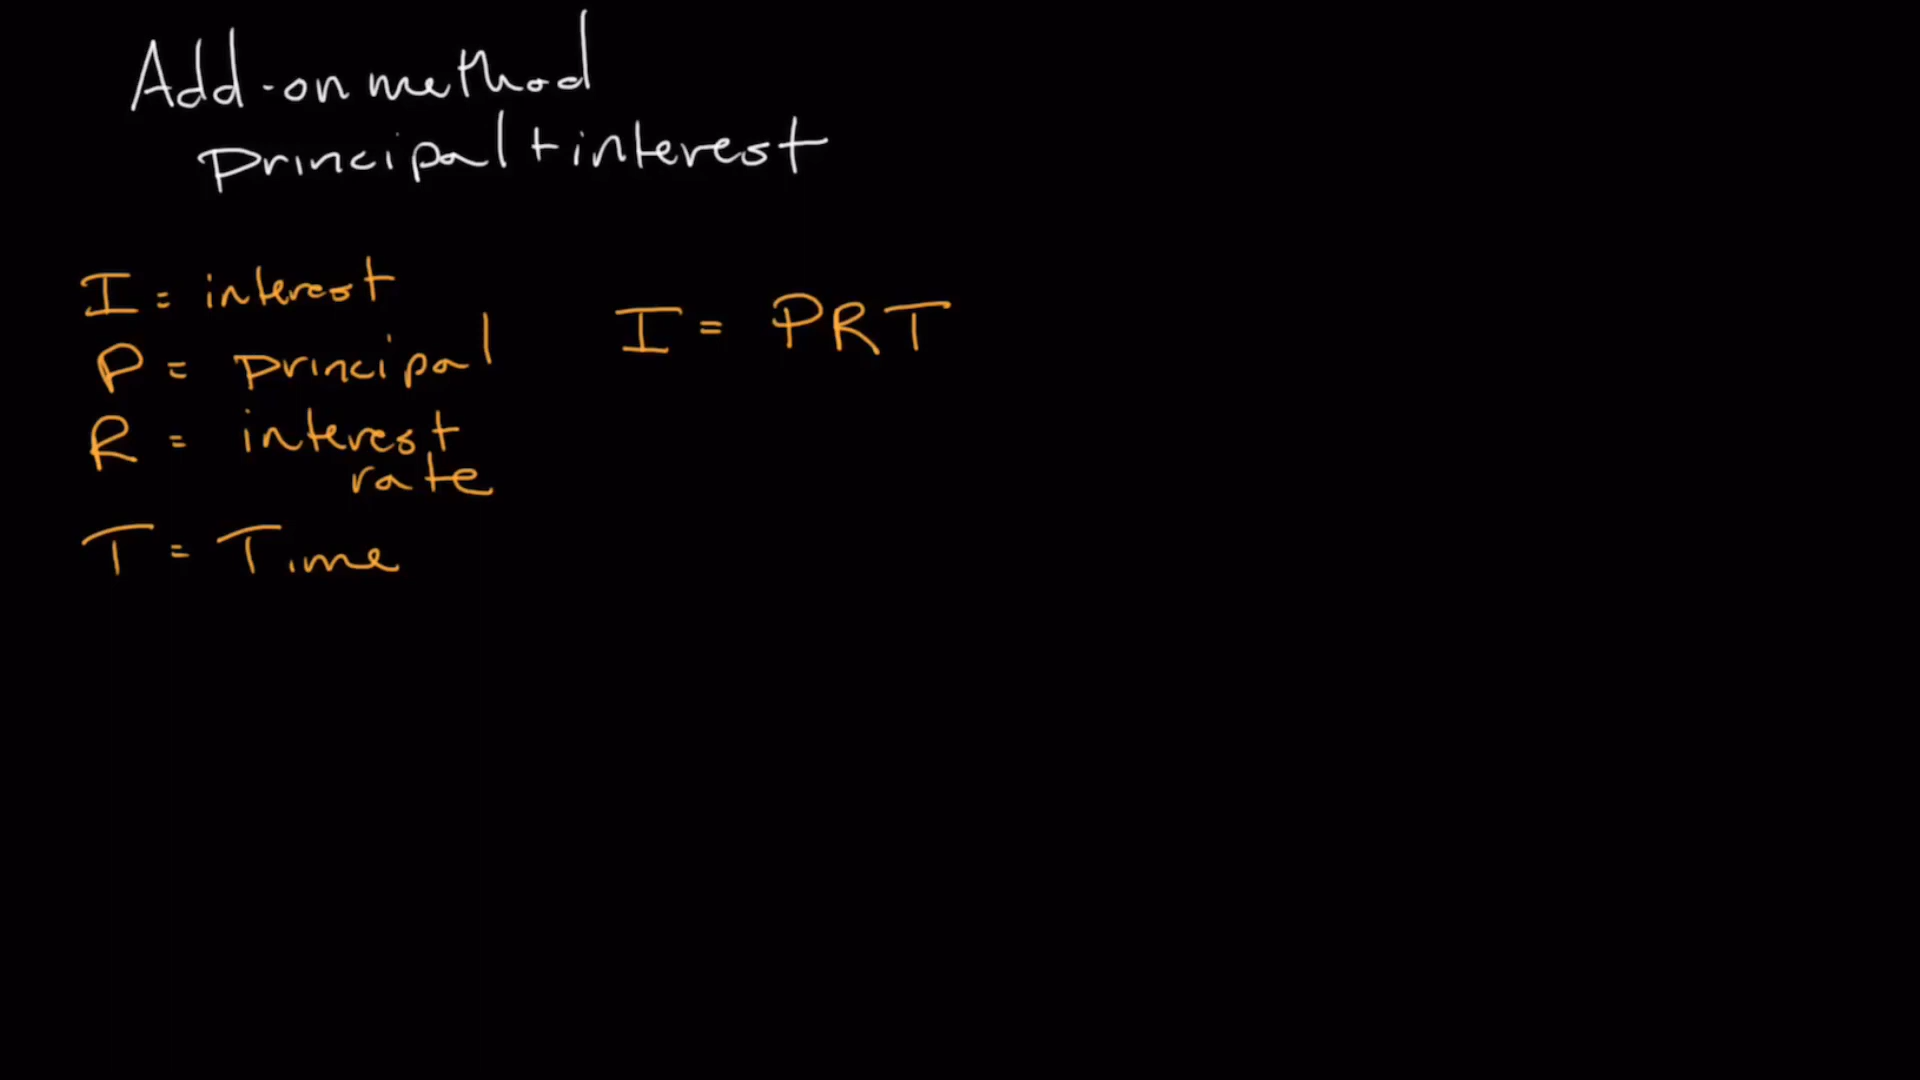 Add-on method
principal + interest
I = interest
P = principal
R = interest
rate
T = Time
I = PRT